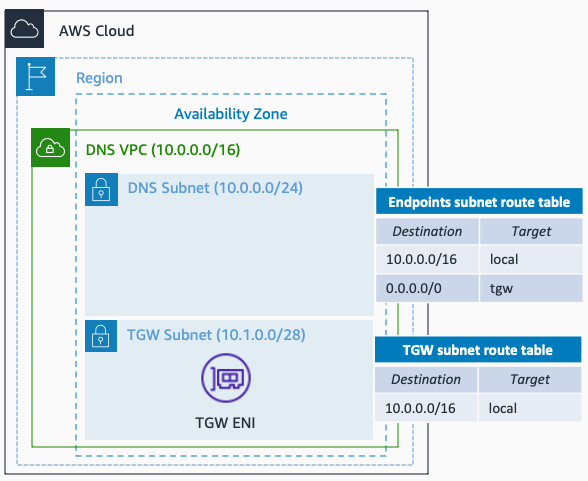 AWS Cloud
Region
Availability Zone
DNS VPC (10.0.0.0/16)
DNS Subnet (10.0.0.0/24)
Endpoints subnet route table
Destination Target
10.0.0.0/16 local
0.0.0.0/0 tgw
TGW Subnet (10.1.0.0/28)
TGW ENI
TGW subnet route table
Destination Target
10.0.0.0/16 local